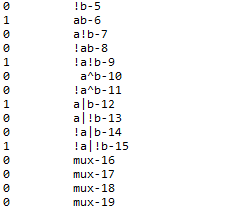 0 !b-5
1 ab-6
0 a!b-7
0 !ab-8
1 !a!b-9
0 a^b-10
0 !a^b-11
1 a|b-12
0 a|!b-13
0 !a|b-14
1 !a|!b-15
0 mux-16
0 mux-17
0 mux-18
0 mux-19